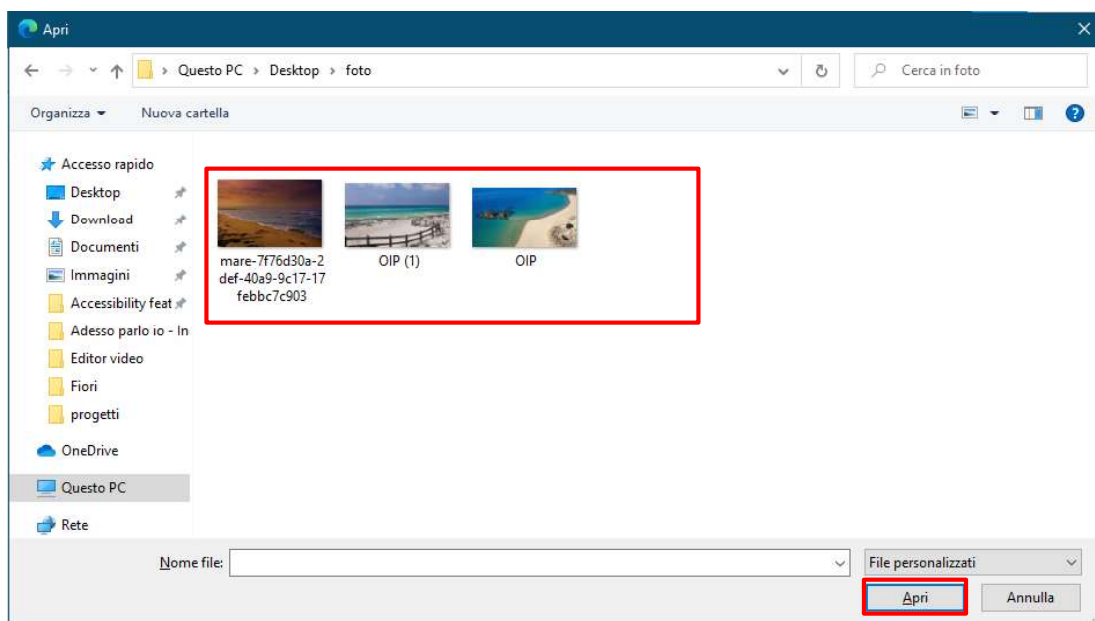 Apri
Questo PC > Desktop > foto
Cerca in foto
Organizza
Nuova cartella
Accesso rapido
Desktop
Download
Documenti
Immagini
Accessibility feat
Adesso parlo io - In
Editor video
Fiori
progetti
OneDrive
Questo PC
Rete
mare-7f76d30a-2
def-40a9-9c17-17
febbc7c903
OIP (1)
OIP
Nome file:
File personalizzati
Apri
Annulla